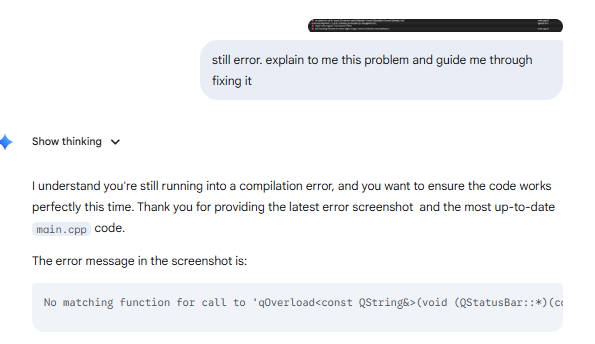 still error. explain to me this problem and guide me through
fixing it
Show thinking
I understand you're still running into a compilation error, and you want to ensure the code works
perfectly this time. Thank you for providing the latest error screenshot and the most up-to-date
main.cpp code.
The error message in the screenshot is:
No matching function for call to 'qOverload<const QString&>(void (QStatusBar::*)(co